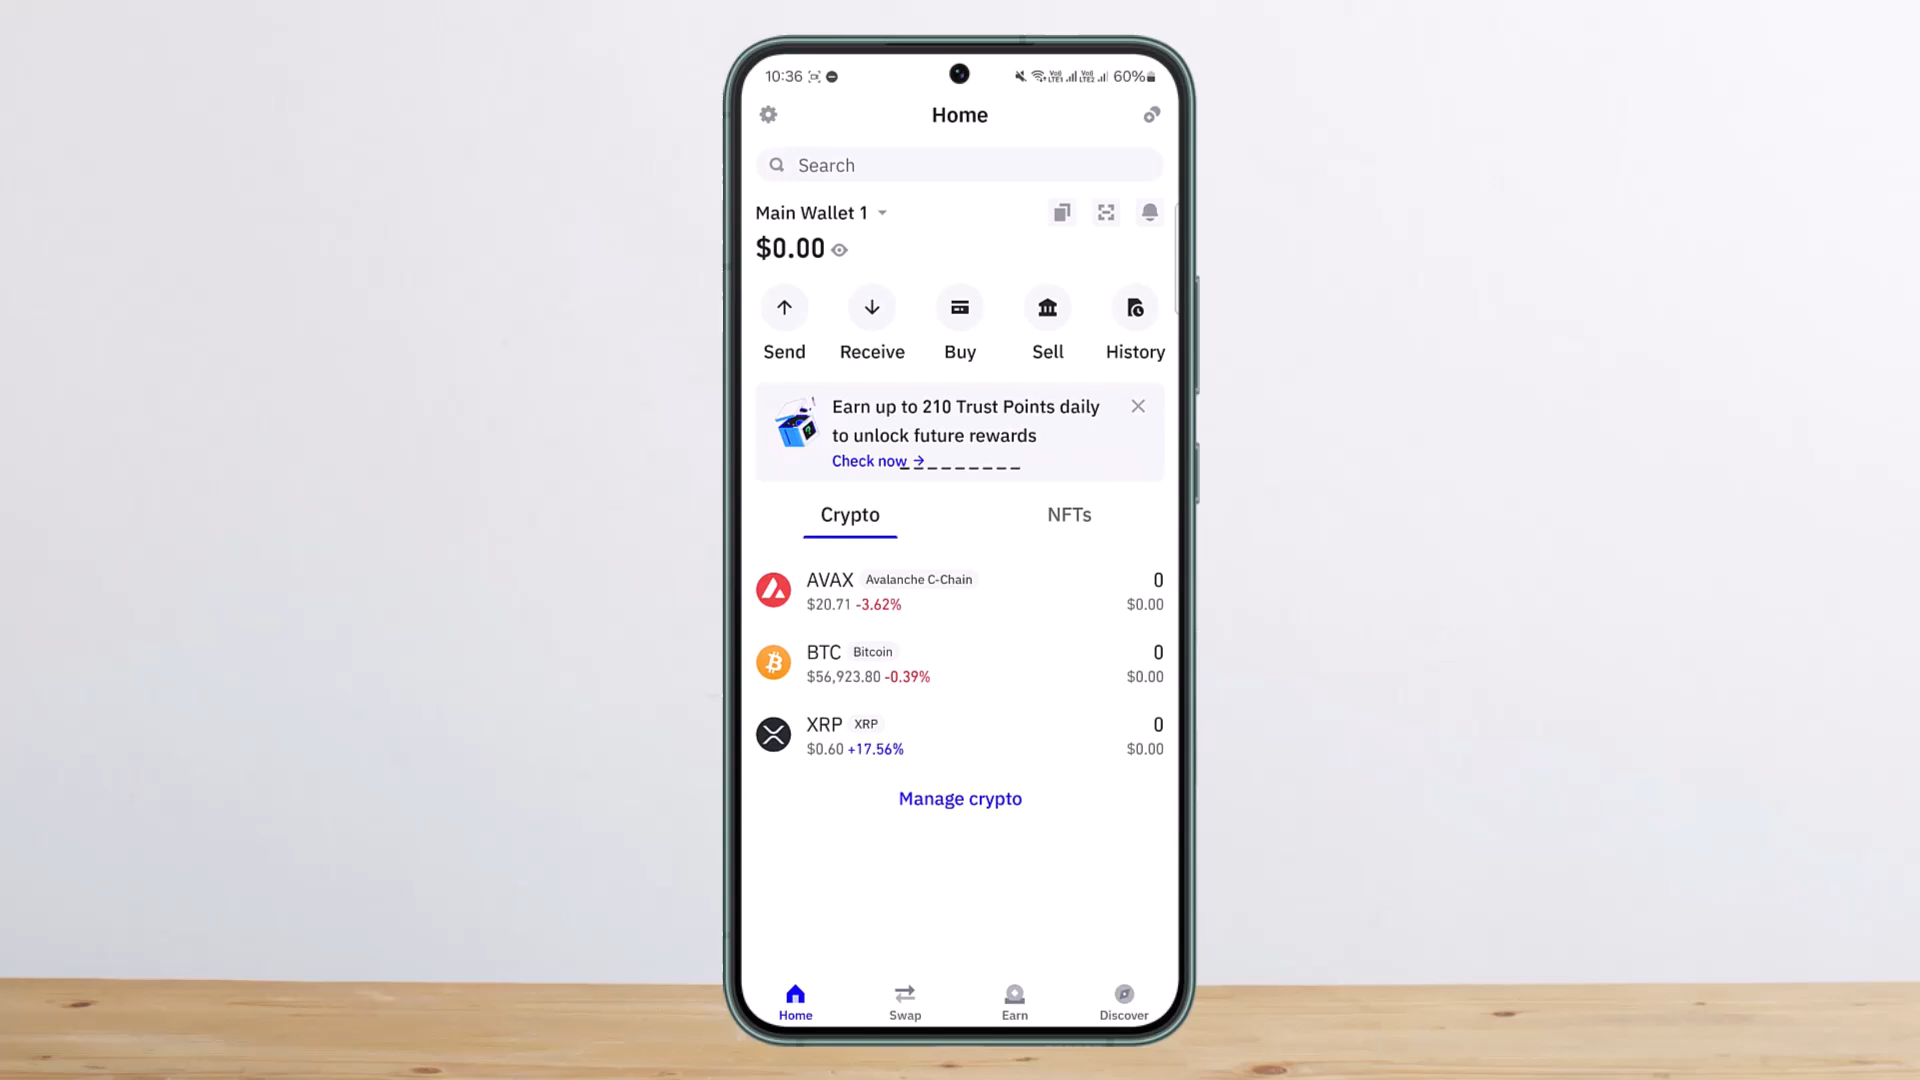 10:36 60%
Home
Search
Main Wallet 1
$0.00
Send Receive Buy Sell History
Earn up to 210 Trust Points daily
to unlock future rewards
Check now →
Crypto NFTs
AVAX Avalanche C-Chain 0
$20.71 -3.62% $0.00
BTC Bitcoin 0
$56,923.80 -0.39% $0.00
XRP XRP 0
$0.60 +17.56% $0.00
Manage crypto
Home Swap Earn Discover